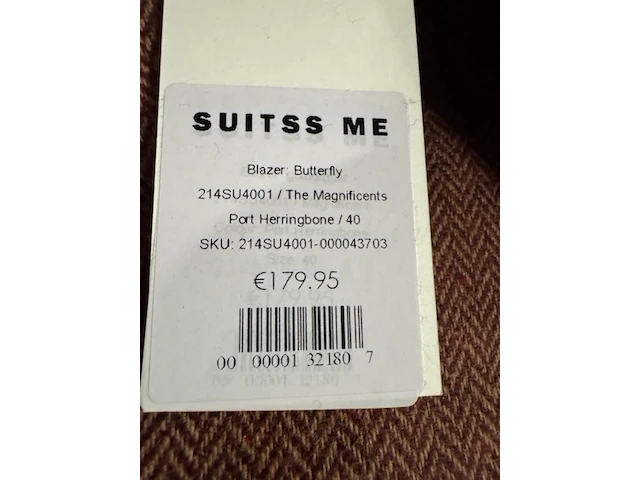 SUITSS ME
Blazer; Butterfly
214SU4001 / The Magnificents
Port Herringbone / 40
SKU: 214SU4001-000043703
€179.95
00 00001 32180 7